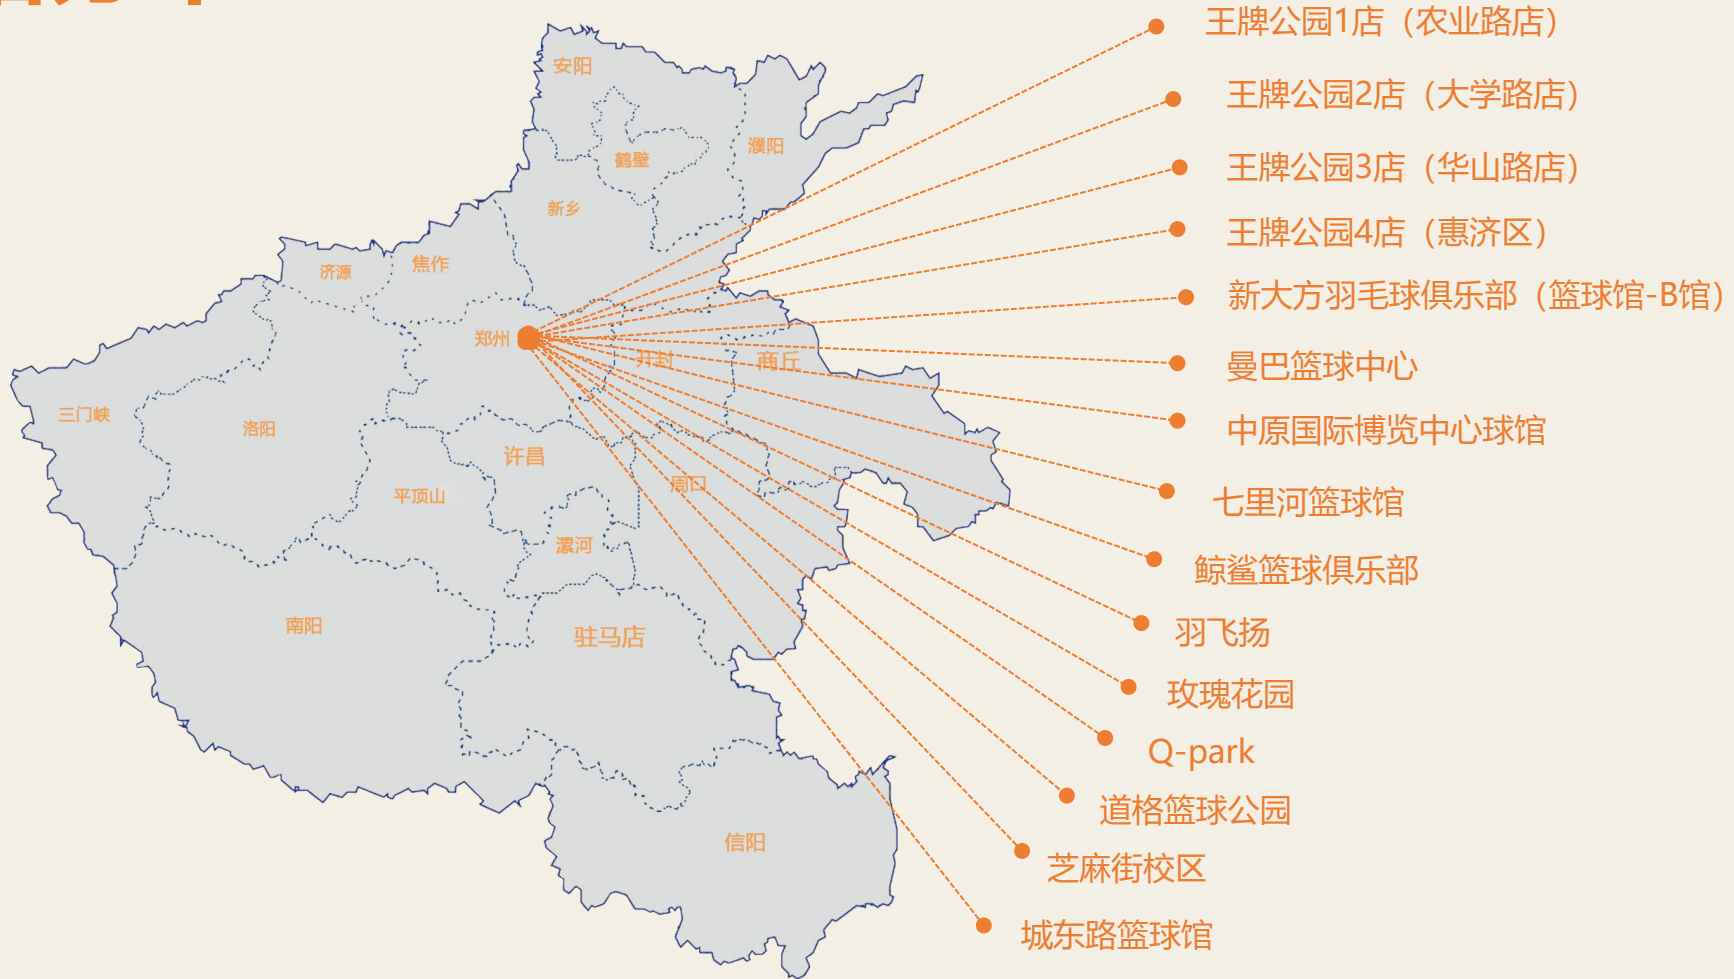 王牌公园1店（农业路店）
王牌公园2店（大学路店）
王牌公园3店（华山路店）
王牌公园4店（惠济区）
新大方羽毛球俱乐部（篮球馆-B馆）
曼巴篮球中心
中原国际博览中心球馆
七里河篮球馆
鲸鲨篮球俱乐部
羽飞扬
玫瑰花园
Q-park
道格篮球公园
芝麻街校区
城东路篮球馆
安阳
鹤壁
濮阳
新乡
焦作
济源
郑州
开封
商丘
三门峡
洛阳
许昌
平顶山
周口
漯河
南阳
驻马店
信阳